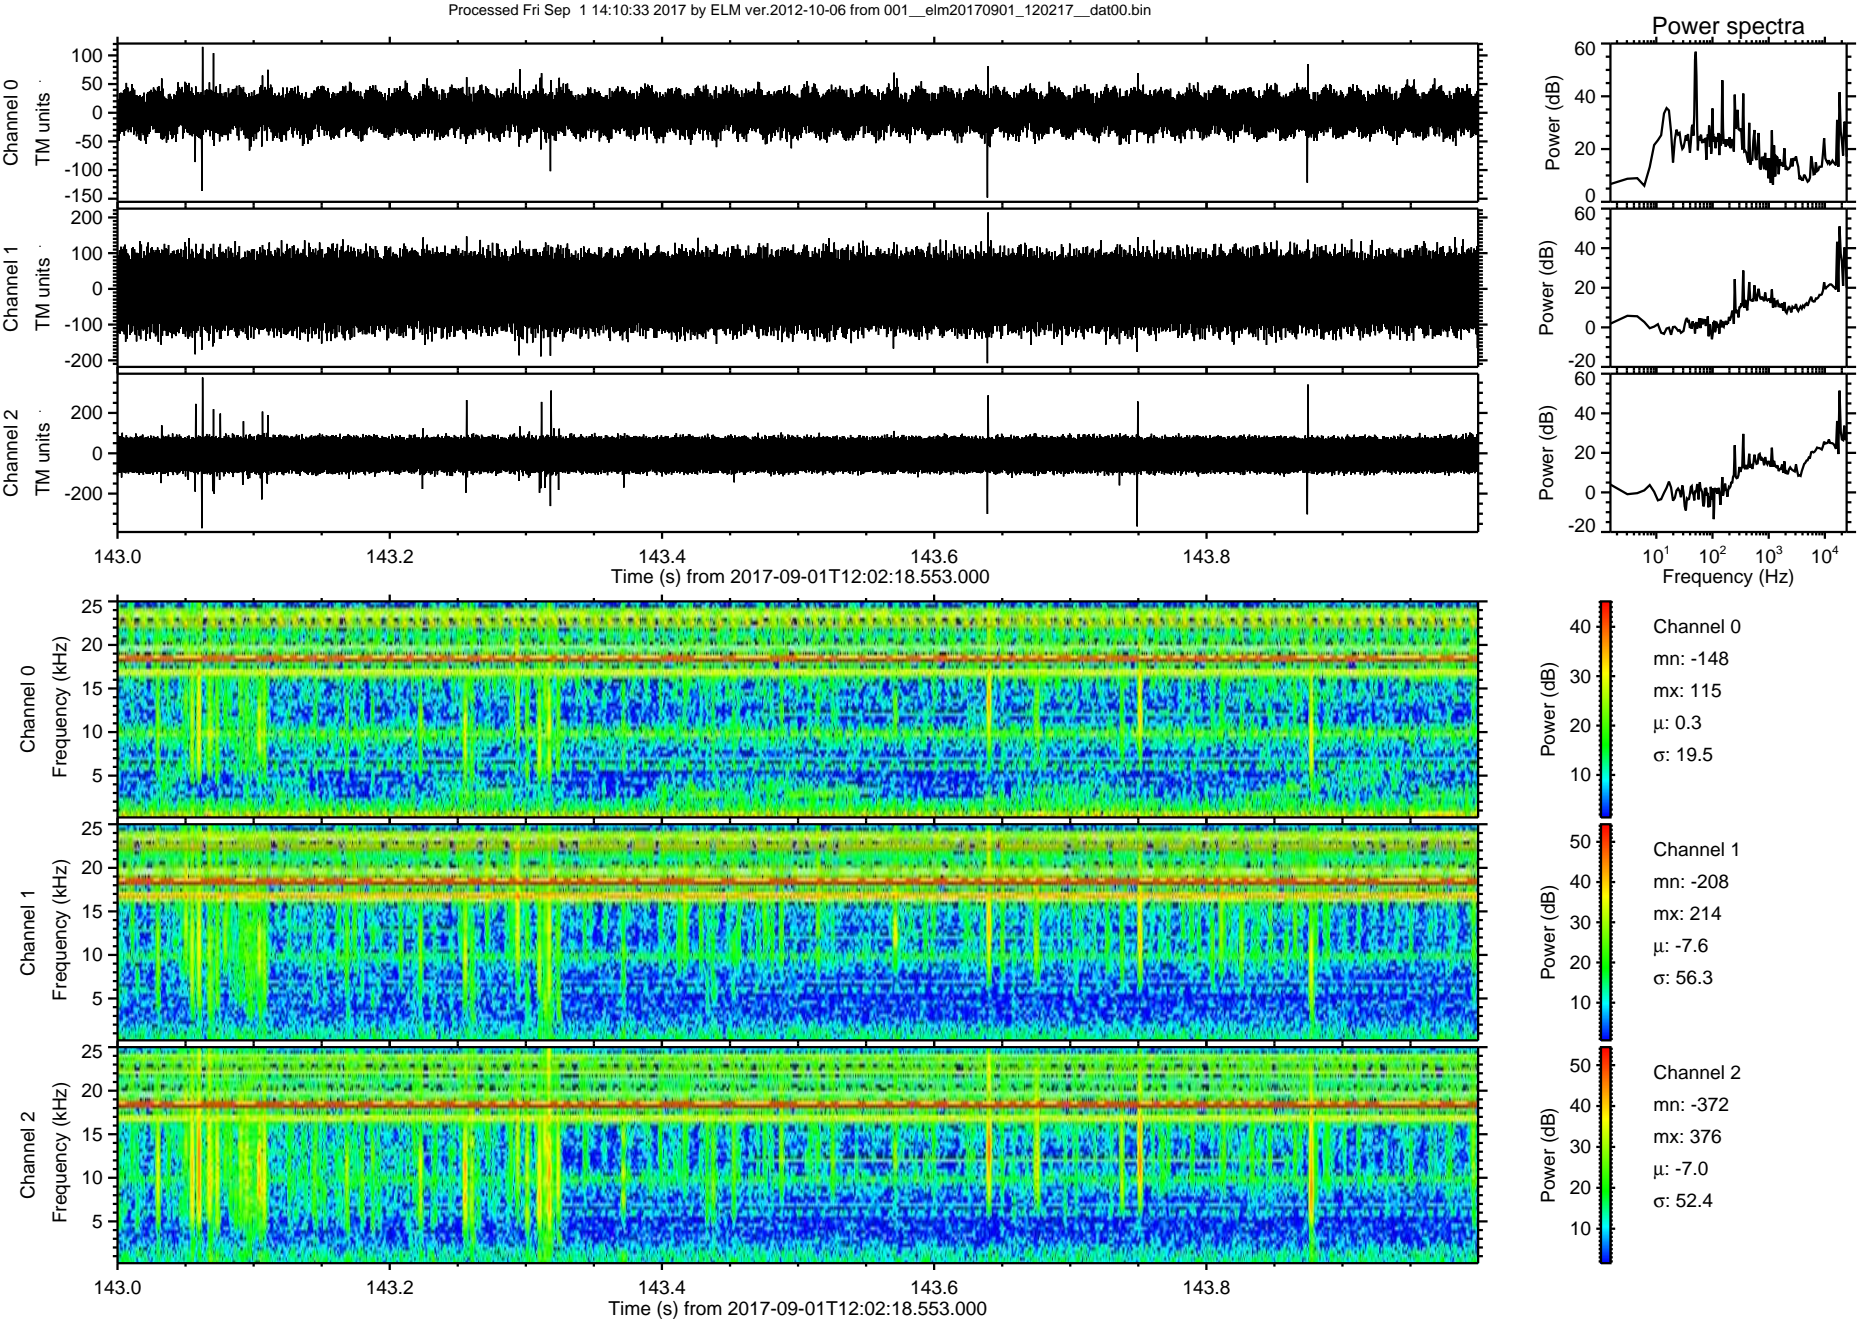 Processed Fri Sep  1 14:10:33 2017 by ELM ver.2012-10-06 from 001__elm20170901_120217__dat00.bin
Power spectra
Channel 0
TM units
100
50
0
-50
-100
-150
Power (dB)
60
40
20
0
Channel 1
TM units
200
100
0
-100
-200
Power (dB)
60
40
20
0
-20
Channel 2
TM units
200
0
-200
Power (dB)
60
40
20
0
-20
143.0 143.2 143.4 143.6 143.8
Time (s) from 2017-09-01T12:02:18.553.000
10^1 10^2 10^3 10^4
Frequency (Hz)
Channel 0
Frequency (kHz)
25
20
15
10
5
Power (dB)
40
30
20
10
Channel 0
mn: -148
mx: 115
μ: 0.3
σ: 19.5
Channel 1
Frequency (kHz)
25
20
15
10
5
Power (dB)
50
40
30
20
10
Channel 1
mn: -208
mx: 214
μ: -7.6
σ: 56.3
Channel 2
Frequency (kHz)
25
20
15
10
5
Power (dB)
50
40
30
20
10
Channel 2
mn: -372
mx: 376
μ: -7.0
σ: 52.4
143.0 143.2 143.4 143.6 143.8
Time (s) from 2017-09-01T12:02:18.553.000